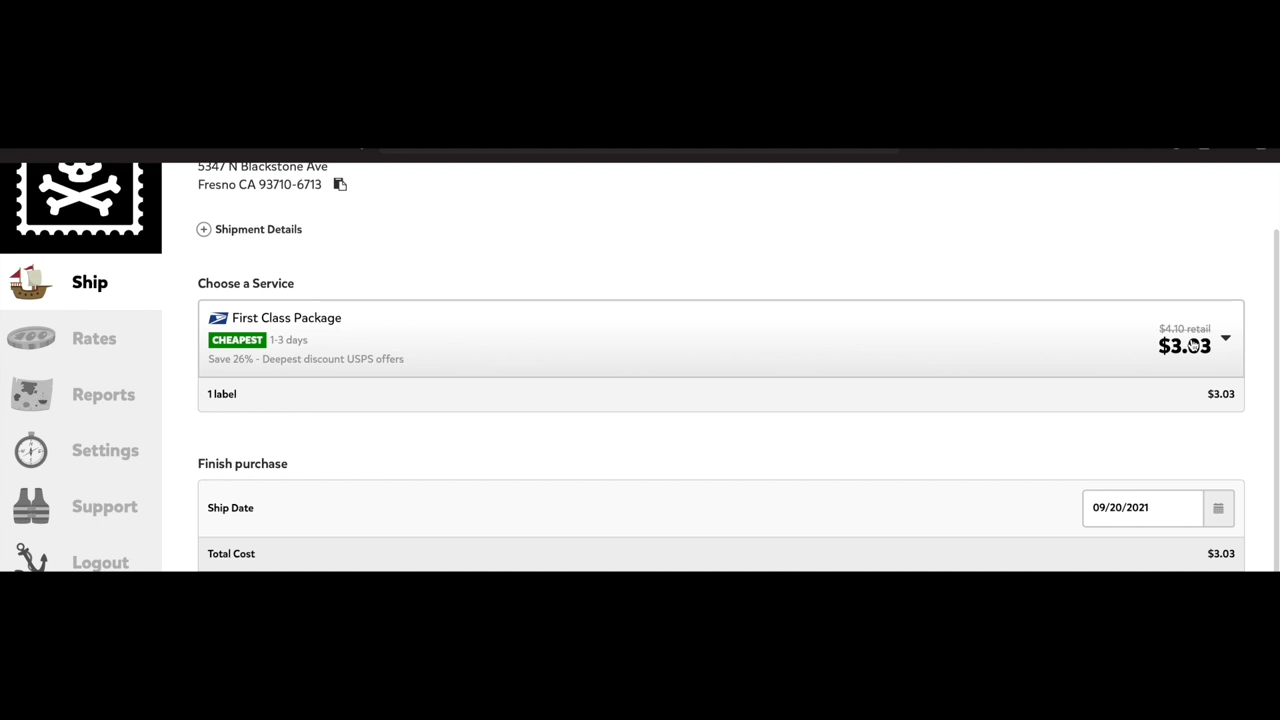 5347 N Blackstone Ave
Fresno CA 93710-6713
Shipment Details
Ship
Rates
Reports
Settings
Support
Logout
Choose a Service
First Class Package
CHEAPEST 1-3 days
Save 26% - Deepest discount USPS offers
$4.10 retail
$3.03
1 label $3.03
Finish purchase
Ship Date 09/20/2021
Total Cost $3.03